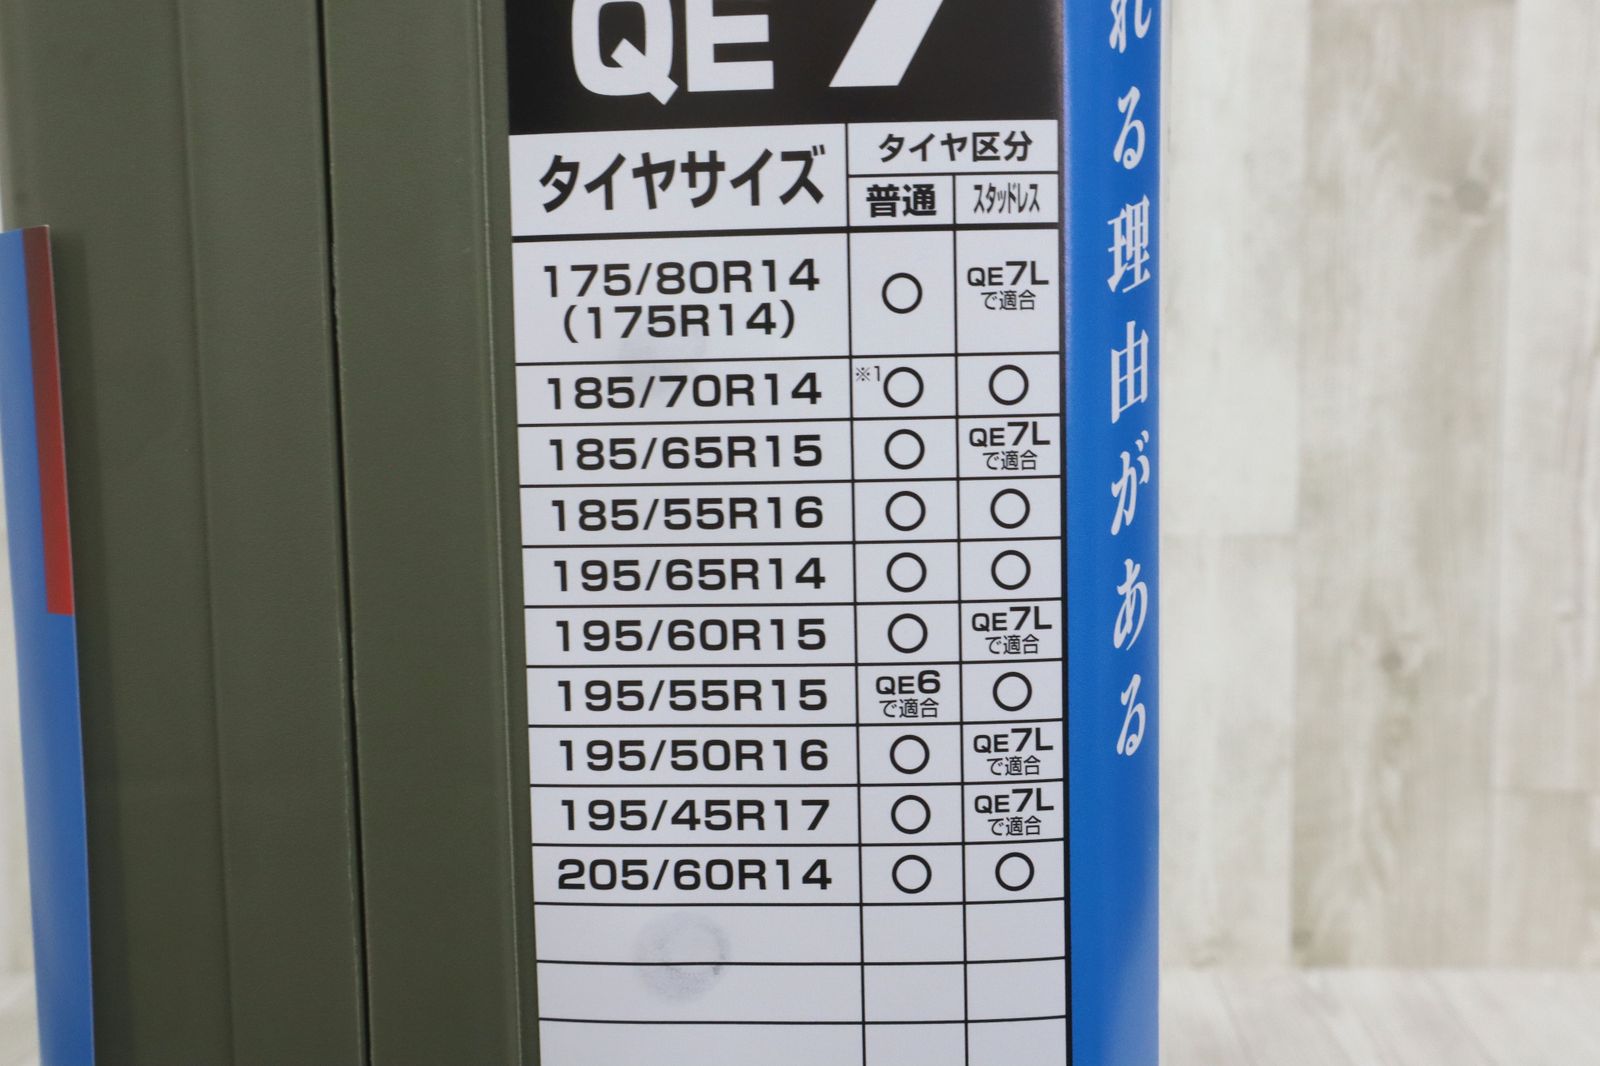 QE7
タイヤサイズ
タイヤ区分
普通 スタッドレス
175/80R14
(175R14)
○ QE7L
で適合
185/70R14 ※1○ ○
185/65R15 ○ QE7L
で適合
185/55R16 ○ ○
195/65R14 ○ ○
195/60R15 ○ QE7L
で適合
195/55R15 QE6
で適合
○
195/50R16 ○ QE7L
で適合
195/45R17 ○ QE7L
で適合
205/60R14 ○ ○
れる理由がある